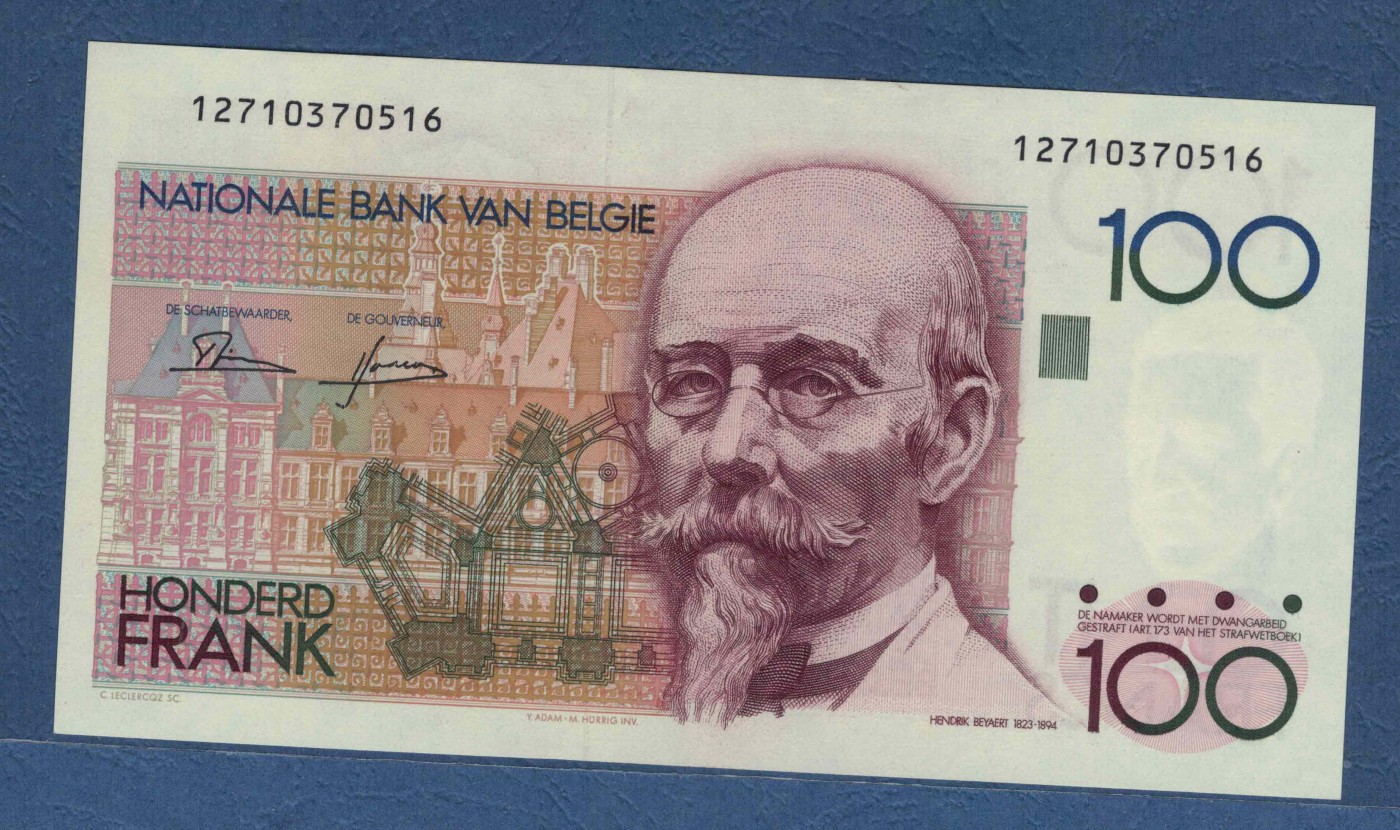 12710370516
12710370516
NATIONALE BANK VAN BELGIE
100
DE SCHATBEWAARDER,
DE GOUVERNEUR,
HONDERD
FRANK
DE NAMAKER WORDT MET DWANGARBEID
GESTRAFT (ART. 173 VAN HET STRAFWETBOEK)
100
C. LECLERCQZ SC.
Y. ADAM - M. HÜRRIG INV.
HENDRIK BEYAERT 1823-1894